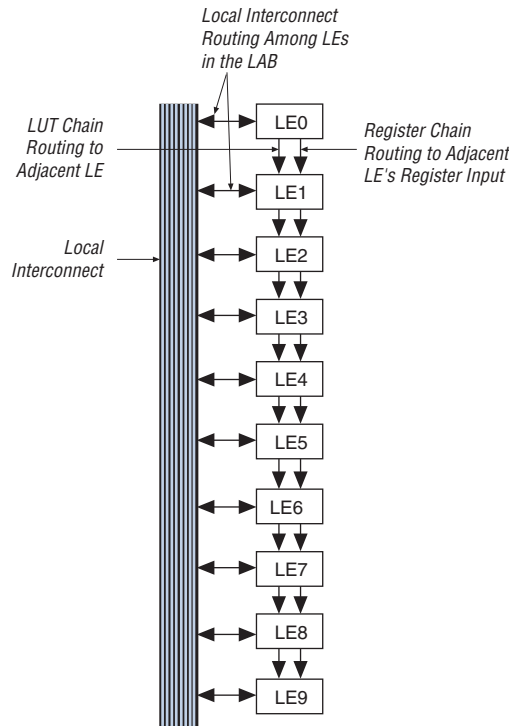 Local Interconnect
Routing Among LEs
in the LAB
LUT Chain
Routing to
Adjacent LE
Register Chain
Routing to Adjacent
LE's Register Input
Local
Interconnect
LE0
LE1
LE2
LE3
LE4
LE5
LE6
LE7
LE8
LE9